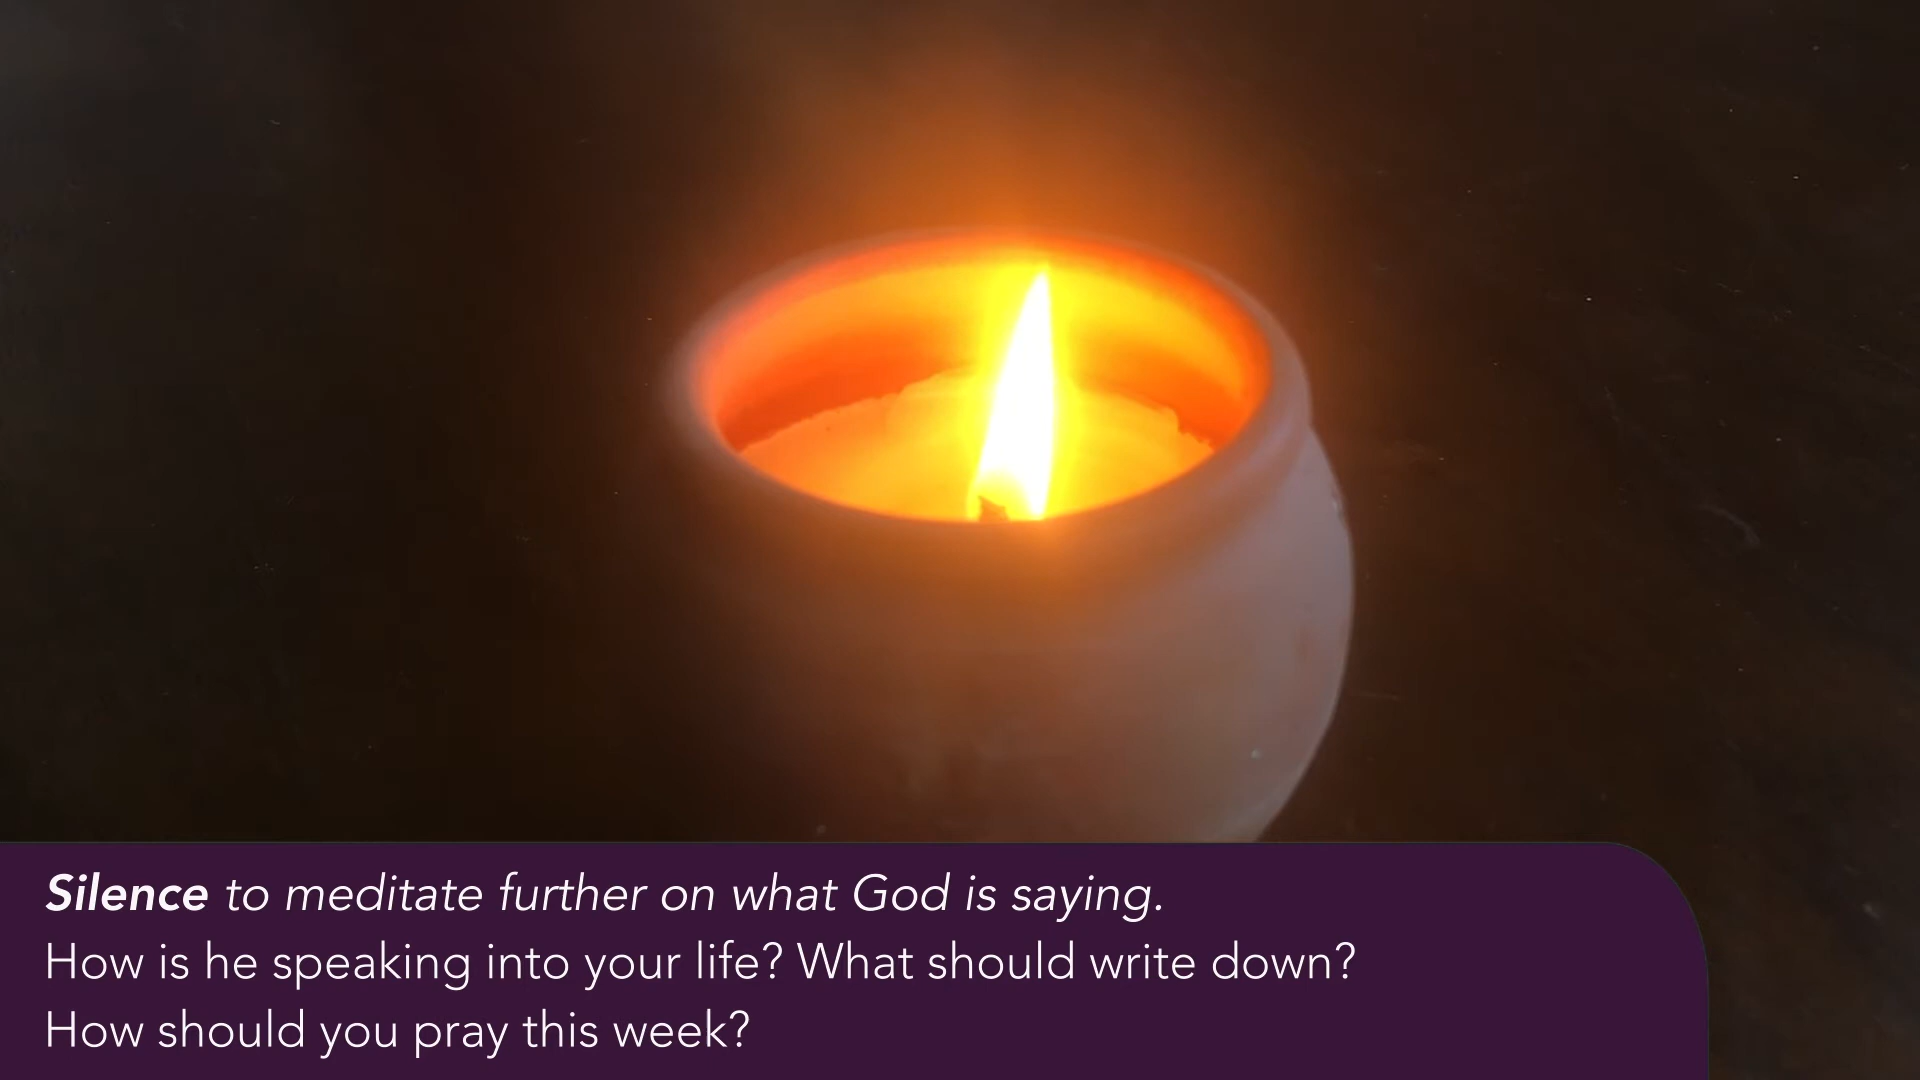 Silence to meditate further on what God is saying.
How is he speaking into your life? What should write down?
How should you pray this week?